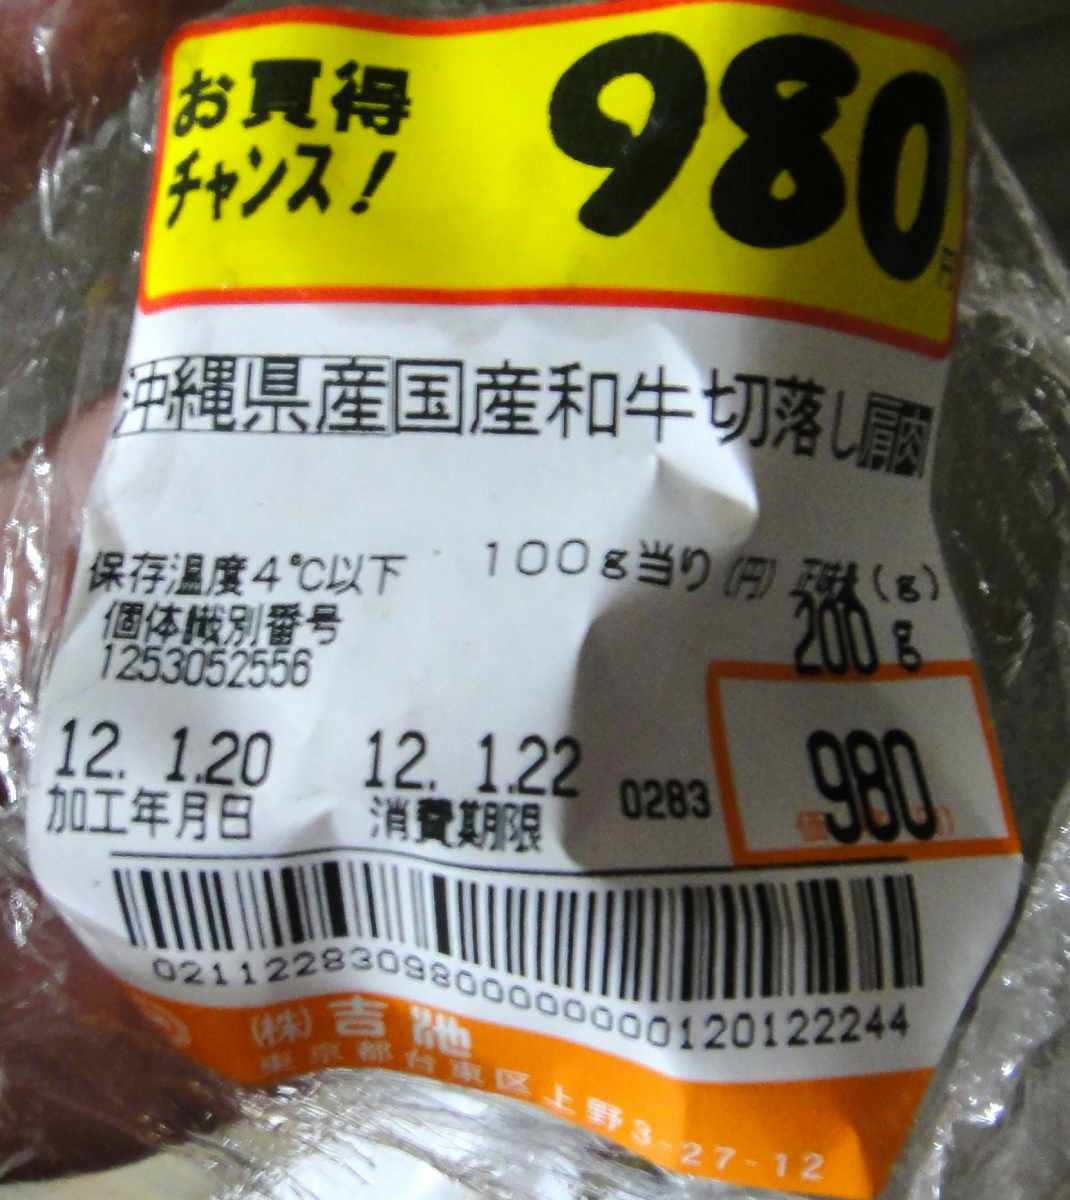 お買得
チャンス!
980円
沖縄県産国産和牛切落し肩肉
保存温度4℃以下 100g当り(円) 正味量(g)
個体識別番号 200g
1253052556
12. 1.20 12. 1.22 0283 980
加工年月日 消費期限
02112283098000000000120122244
(株)吉池
東京都台東区上野3-27-12